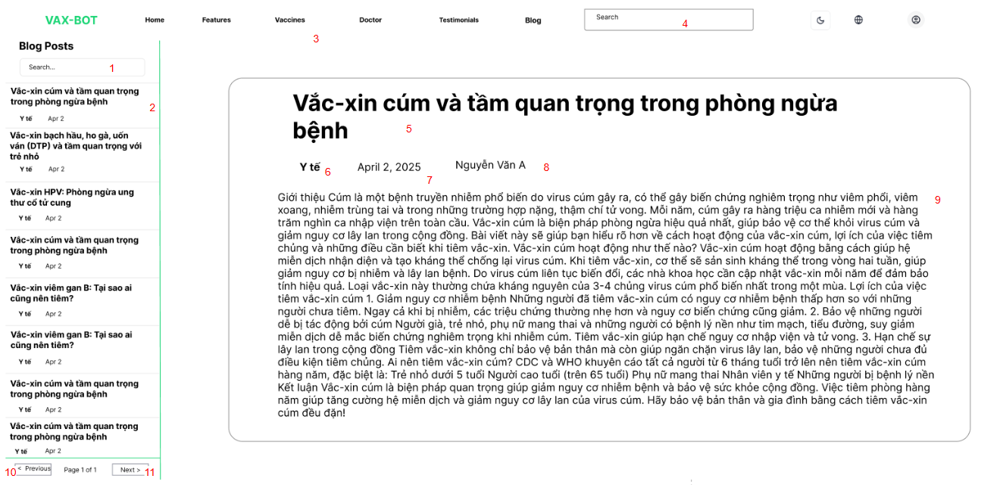 VAX-BOT Home Features Vaccines Doctor Testimonials Blog Search
3
4
Blog Posts
Search...
1
Vắc-xin cúm và tầm quan trọng
trong phòng ngừa bệnh
2
Y tế Apr 2
Vắc-xin bạch hầu, ho gà, uốn
ván (DTP) và tầm quan trọng với
trẻ nhỏ
Y tế Apr 2
Vắc-xin HPV: Phòng ngừa ung
thư cổ tử cung
Y tế Apr 2
Vắc-xin cúm và tầm quan trọng
trong phòng ngừa bệnh
Y tế Apr 2
Vắc-xin viêm gan B: Tại sao ai
cũng nên tiêm?
Y tế Apr 2
Vắc-xin viêm gan B: Tại sao ai
cũng nên tiêm?
Y tế Apr 2
Vắc-xin cúm và tầm quan trọng
trong phòng ngừa bệnh
Y tế Apr 2
Vắc-xin cúm và tầm quan trọng
trong phòng ngừa bệnh
Y tế Apr 2
10 < Previous Page 1 of 1 Next > 11
Vắc-xin cúm và tầm quan trọng trong phòng ngừa
bệnh
5
Y tế 6 April 2, 2025 7 Nguyễn Văn A 8
Giới thiệu Cúm là một bệnh truyền nhiễm phổ biến do virus cúm gây ra, có thể gây biến chứng nghiêm trọng như viêm phổi, viêm 9
xoang, nhiễm trùng tai và trong những trường hợp nặng, thậm chí tử vong. Mỗi năm, cúm gây ra hàng triệu ca nhiễm mới và hàng
trăm nghìn ca nhập viện trên toàn cầu. Vắc-xin cúm là biện pháp phòng ngừa hiệu quả nhất, giúp bảo vệ cơ thể khỏi virus cúm và
giảm nguy cơ lây lan trong cộng đồng. Bài viết này sẽ giúp bạn hiểu rõ hơn về cách hoạt động của vắc-xin cúm, lợi ích của việc tiêm
chủng và những điều cần biết khi tiêm vắc-xin. Vắc-xin cúm hoạt động như thế nào? Vắc-xin cúm hoạt động bằng cách giúp hệ
miễn dịch nhận diện và tạo kháng thể chống lại virus cúm. Khi tiêm vắc-xin, cơ thể sẽ sản sinh kháng thể trong vòng hai tuần, giúp
giảm nguy cơ bị nhiễm và lây lan bệnh. Do virus cúm liên tục biến đổi, các nhà khoa học cần cập nhật vắc-xin mỗi năm để đảm bảo
tính hiệu quả. Loại vắc-xin này thường chứa kháng nguyên của 3-4 chủng virus cúm phổ biến nhất trong một mùa. Lợi ích của việc
tiêm vắc-xin cúm 1. Giảm nguy cơ nhiễm bệnh Những người đã tiêm vắc-xin cúm có nguy cơ nhiễm bệnh thấp hơn so với những
người chưa tiêm. Ngay cả khi bị nhiễm, các triệu chứng thường nhẹ hơn và nguy cơ biến chứng cũng giảm. 2. Bảo vệ những người
dễ bị tác động bởi cúm Người già, trẻ nhỏ, phụ nữ mang thai và những người có bệnh lý nền như tim mạch, tiểu đường, suy giảm
miễn dịch dễ mắc biến chứng nghiêm trọng khi nhiễm cúm. Tiêm vắc-xin giúp hạn chế nguy cơ nhập viện và tử vong. 3. Hạn chế sự
lây lan trong cộng đồng Tiêm vắc-xin không chỉ bảo vệ bản thân mà còn giúp ngăn chặn virus lây lan, bảo vệ những người chưa đủ
điều kiện tiêm chủng. Ai nên tiêm vắc-xin cúm? CDC và WHO khuyên cáo tất cả người từ 6 tháng tuổi trở lên nên tiêm vắc-xin cúm
hàng năm, đặc biệt là: Trẻ nhỏ dưới 5 tuổi Người cao tuổi (trên 65 tuổi) Phụ nữ mang thai Nhân viên y tế Những người bị bệnh lý nền
Kết luận Vắc-xin cúm là biện pháp quan trọng giúp giảm nguy cơ nhiễm bệnh và bảo vệ sức khỏe cộng đồng. Việc tiêm phòng hàng
năm giúp tăng cường hệ miễn dịch và giảm nguy cơ lây lan của virus cúm. Hãy bảo vệ bản thân và gia đình bằng cách tiêm vắc-xin
cúm đều đặn!